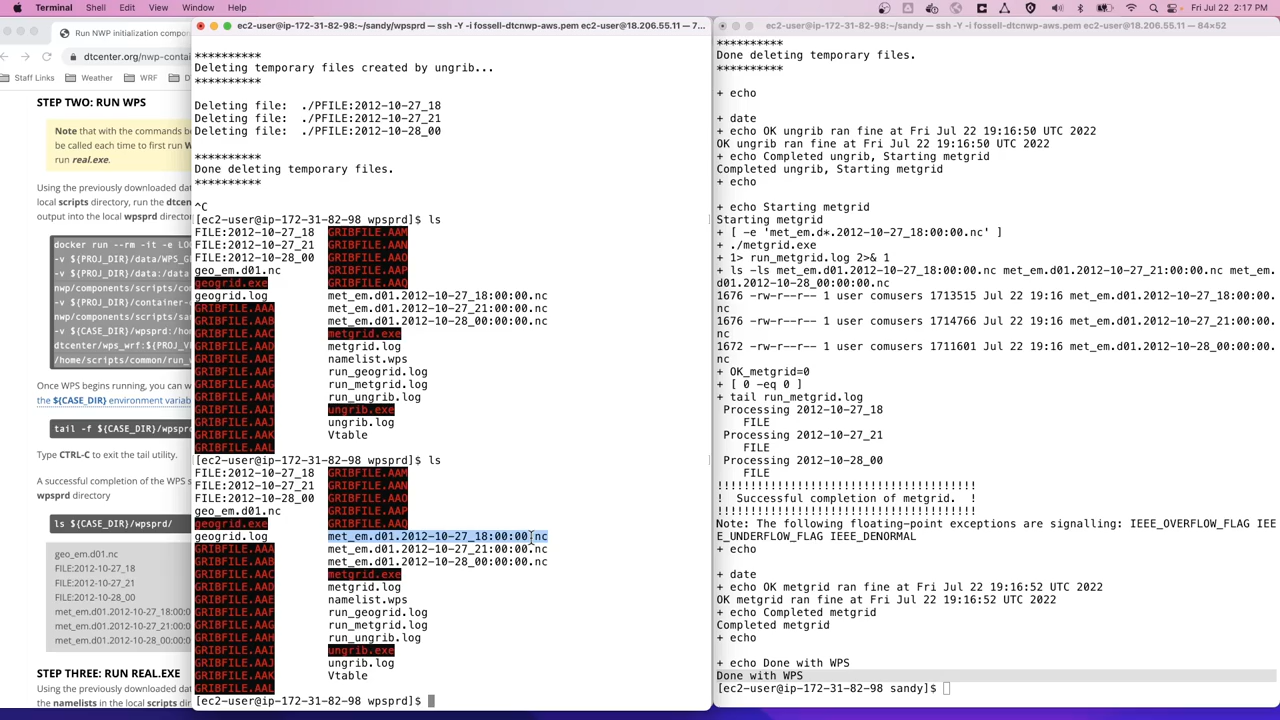 Terminal Shell Edit View Window Help
Fri Jul 22 2:17 PM
Run NWP initialization compon
dtcenter.org/nwp-contai
Staff Links Weather WRF
STEP TWO: RUN WPS
Note that with the commands be
be called each time to first run W
run real.exe.
Using the previously downloaded dat
local scripts directory, run the dtcen
output into the local wpsprd director
docker run --rm -it -e LO
-v ${PROJ_DIR}/data/WPS_G
-v ${PROJ_DIR}/data:/data
nwp/components/scripts/co
-v ${PROJ_DIR}/container-
nwp/components/scripts/sa
-v ${CASE_DIR}/wpsprd:/ho
dtcenter/wps_wrf:${PROJ_V
/home/scripts/common/run_w
Once WPS begins running, you can w
the ${CASE_DIR} environment variab
tail -f ${CASE_DIR}/wpspr
Type CTRL-C to exit the tail utility.
A successful completion of the WPS s
wpsprd directory
ls ${CASE_DIR}/wpsprd/
geo_em.d01.nc
FILE:2012-10-27_18
FILE:2012-10-27_21
FILE:2012-10-28_00
met_em.d01.2012-10-27_18:00:0
met_em.d01.2012-10-27_21:00:0
met_em.d01.2012-10-28_00:00:0
STEP THREE: RUN REAL.EXE
Using the previously downloaded dat
the namelists in the local scripts dir
ec2-user@ip-172-31-82-98:~/sandy/wpsprd — ssh -Y -i fossell-dtcnwp-aws.pem ec2-user@18.206.55.11 — 7...
**********
Deleting temporary files created by ungrib...
**********
Deleting file:  ./PFILE:2012-10-27_18
Deleting file:  ./PFILE:2012-10-27_21
Deleting file:  ./PFILE:2012-10-28_00
**********
Done deleting temporary files.
**********
^C
[ec2-user@ip-172-31-82-98 wpsprd]$ ls
FILE:2012-10-27_18  GRIBFILE.AAM
FILE:2012-10-27_21  GRIBFILE.AAN
FILE:2012-10-28_00  GRIBFILE.AAO
geo_em.d01.nc       GRIBFILE.AAP
geogrid.exe         GRIBFILE.AAQ
geogrid.log         met_em.d01.2012-10-27_18:00:00.nc
GRIBFILE.AAA        met_em.d01.2012-10-27_21:00:00.nc
GRIBFILE.AAB        met_em.d01.2012-10-28_00:00:00.nc
GRIBFILE.AAC        metgrid.exe
GRIBFILE.AAD        metgrid.log
GRIBFILE.AAE        namelist.wps
GRIBFILE.AAF        run_geogrid.log
GRIBFILE.AAG        run_metgrid.log
GRIBFILE.AAH        run_ungrib.log
GRIBFILE.AAI        ungrib.exe
GRIBFILE.AAJ        ungrib.log
GRIBFILE.AAK        Vtable
GRIBFILE.AAL
[ec2-user@ip-172-31-82-98 wpsprd]$ ls
FILE:2012-10-27_18  GRIBFILE.AAM
FILE:2012-10-27_21  GRIBFILE.AAN
FILE:2012-10-28_00  GRIBFILE.AAO
geo_em.d01.nc       GRIBFILE.AAP
geogrid.exe         GRIBFILE.AAQ
geogrid.log         met_em.d01.2012-10-27_18:00:00.nc
GRIBFILE.AAA        met_em.d01.2012-10-27_21:00:00.nc
GRIBFILE.AAB        met_em.d01.2012-10-28_00:00:00.nc
GRIBFILE.AAC        metgrid.exe
GRIBFILE.AAD        metgrid.log
GRIBFILE.AAE        namelist.wps
GRIBFILE.AAF        run_geogrid.log
GRIBFILE.AAG        run_metgrid.log
GRIBFILE.AAH        run_ungrib.log
GRIBFILE.AAI        ungrib.exe
GRIBFILE.AAJ        ungrib.log
GRIBFILE.AAK        Vtable
GRIBFILE.AAL
[ec2-user@ip-172-31-82-98 wpsprd]$
ec2-user@ip-172-31-82-98:~/sandy — ssh -Y -i fossell-dtcnwp-aws.pem ec2-user@18.206.55.11 — 84×52
**********
Done deleting temporary files.
**********
+ echo
+ date
+ echo OK ungrib ran fine at Fri Jul 22 19:16:50 UTC 2022
OK ungrib ran fine at Fri Jul 22 19:16:50 UTC 2022
+ echo Completed ungrib, Starting metgrid
Completed ungrib, Starting metgrid
+ echo
+ echo Starting metgrid
Starting metgrid
+ [ -e 'met_em.d*.2012-10-27_18:00:00.nc' ]
+ ./metgrid.exe
+ 1> run_metgrid.log 2>& 1
+ ls -ls met_em.d01.2012-10-27_18:00:00.nc met_em.d01.2012-10-27_21:00:00.nc met_em.
d01.2012-10-28_00:00:00.nc
1676 -rw-r--r-- 1 user comuser 1713515 Jul 22 19:16 met_em.d01.2012-10-27_18:00:00.
nc
1676 -rw-r--r-- 1 user comuser Jul 22 19:16 met_em.d01.2012-10-27_21:00:00.
nc
1672 -rw-r--r-- 1 user comuser 1711601 Jul 22 19:16 met_em.d01.2012-10-28_00:00:00.
nc
+ OK_metgrid=0
+ [ 0 -eq 0 ]
+ tail run_metgrid.log
Processing 2012-10-27_18
FILE
Processing 2012-10-27_21
FILE
Processing 2012-10-28_00
FILE
!!!!!!!!!!!!!!!!!!!!!!!!!!!!!!!!!!!!!!!
!  Successful completion of metgrid.  !
!!!!!!!!!!!!!!!!!!!!!!!!!!!!!!!!!!!!!!!
Note: The following floating-point exceptions are signalling: IEEE_OVERFLOW_FLAG IEE
E_UNDERFLOW_FLAG IEEE_DENORMAL
+ echo
+ date
+ echo OK metgrid ran fine at Fri Jul 22 19:16:52 UTC 2022
OK metgrid ran fine at Fri Jul 22 19:16:52 UTC 2022
+ echo Completed metgrid
Completed metgrid
+ echo
+ echo Done with WPS
Done with WPS
[ec2-user@ip-172-31-82-98 sandy]$